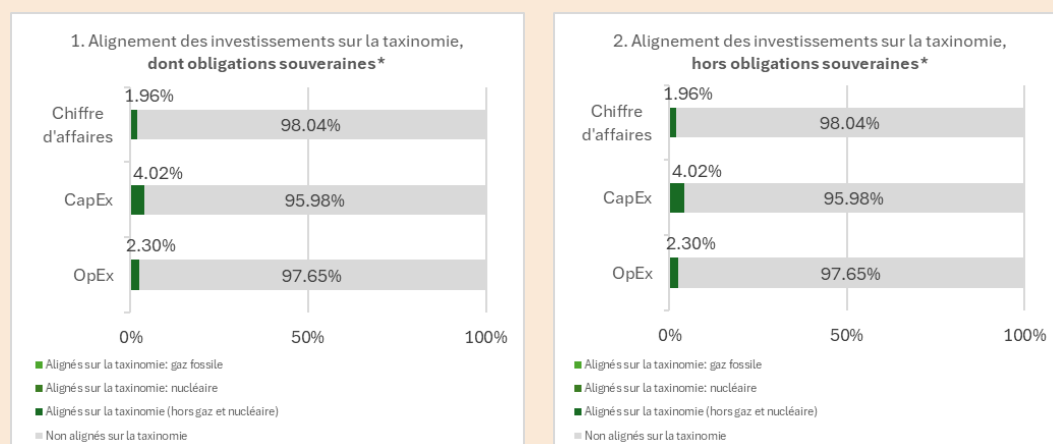 1. Alignement des investissements sur la taxinomie,
dont obligations souveraines*
Chiffre
d'affaires
1.96%
98.04%
CapEx
4.02%
95.98%
OpEx
2.30%
97.65%
0% 50% 100%
Alignés sur la taxinomie: gaz fossile
Alignés sur la taxinomie: nucléaire
Alignés sur la taxinomie (hors gaz et nucléaire)
Non alignés sur la taxinomie
2. Alignement des investissements sur la taxinomie,
hors obligations souveraines*
Chiffre
d'affaires
1.96%
98.04%
CapEx
4.02%
95.98%
OpEx
2.30%
97.65%
0% 50% 100%
Alignés sur la taxinomie: gaz fossile
Alignés sur la taxinomie: nucléaire
Alignés sur la taxinomie (hors gaz et nucléaire)
Non alignés sur la taxinomie